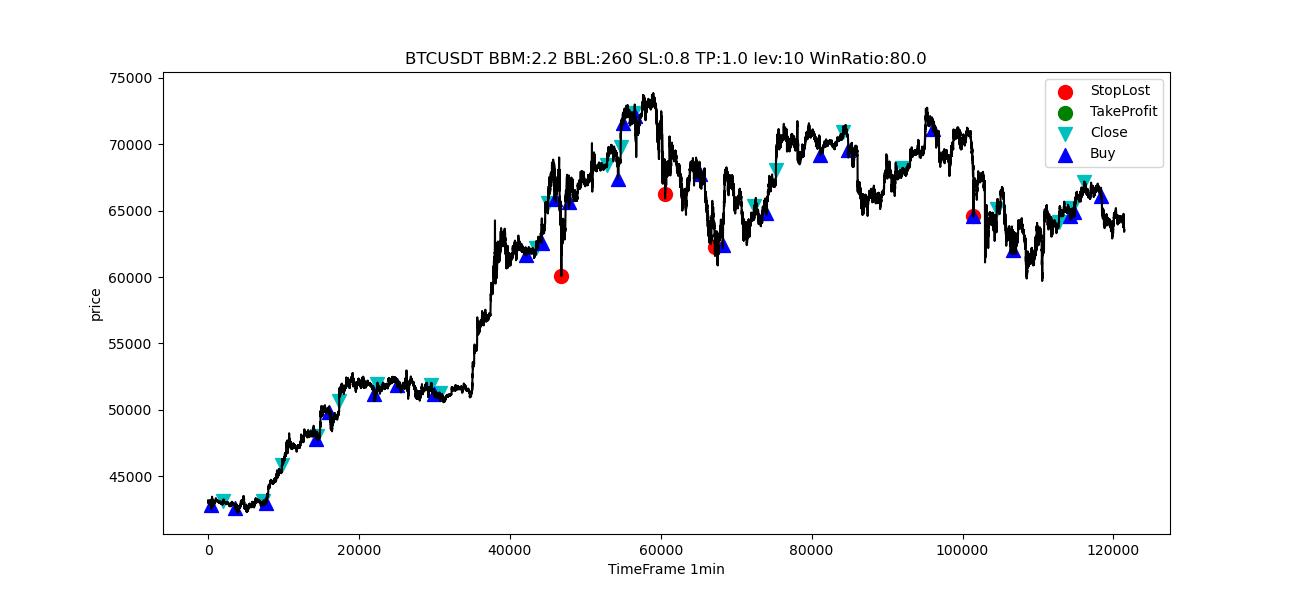 BTCUSDT BBM:2.2 BBL:260 SL:0.8 TP:1.0 lev:10 WinRatio:80.0
75000
70000
65000
60000
55000
50000
45000
price
StopLost
TakeProfit
Close
Buy
0 20000 40000 60000 80000 100000 120000
TimeFrame 1min